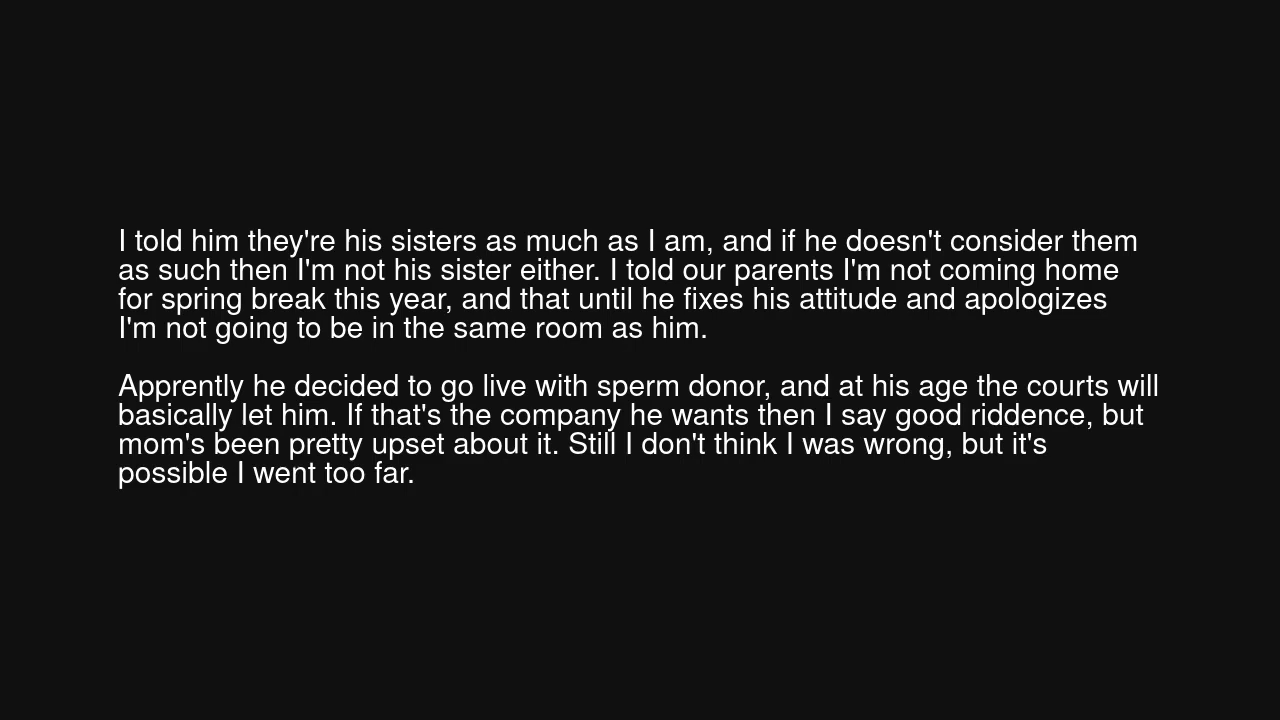 I told him they're his sisters as much as I am, and if he doesn't consider them
as such then I'm not his sister either. I told our parents I'm not coming home
for spring break this year, and that until he fixes his attitude and apologizes
I'm not going to be in the same room as him.
Apprently he decided to go live with sperm donor, and at his age the courts will
basically let him. If that's the company he wants then I say good riddence, but
mom's been pretty upset about it. Still I don't think I was wrong, but it's
possible I went too far.